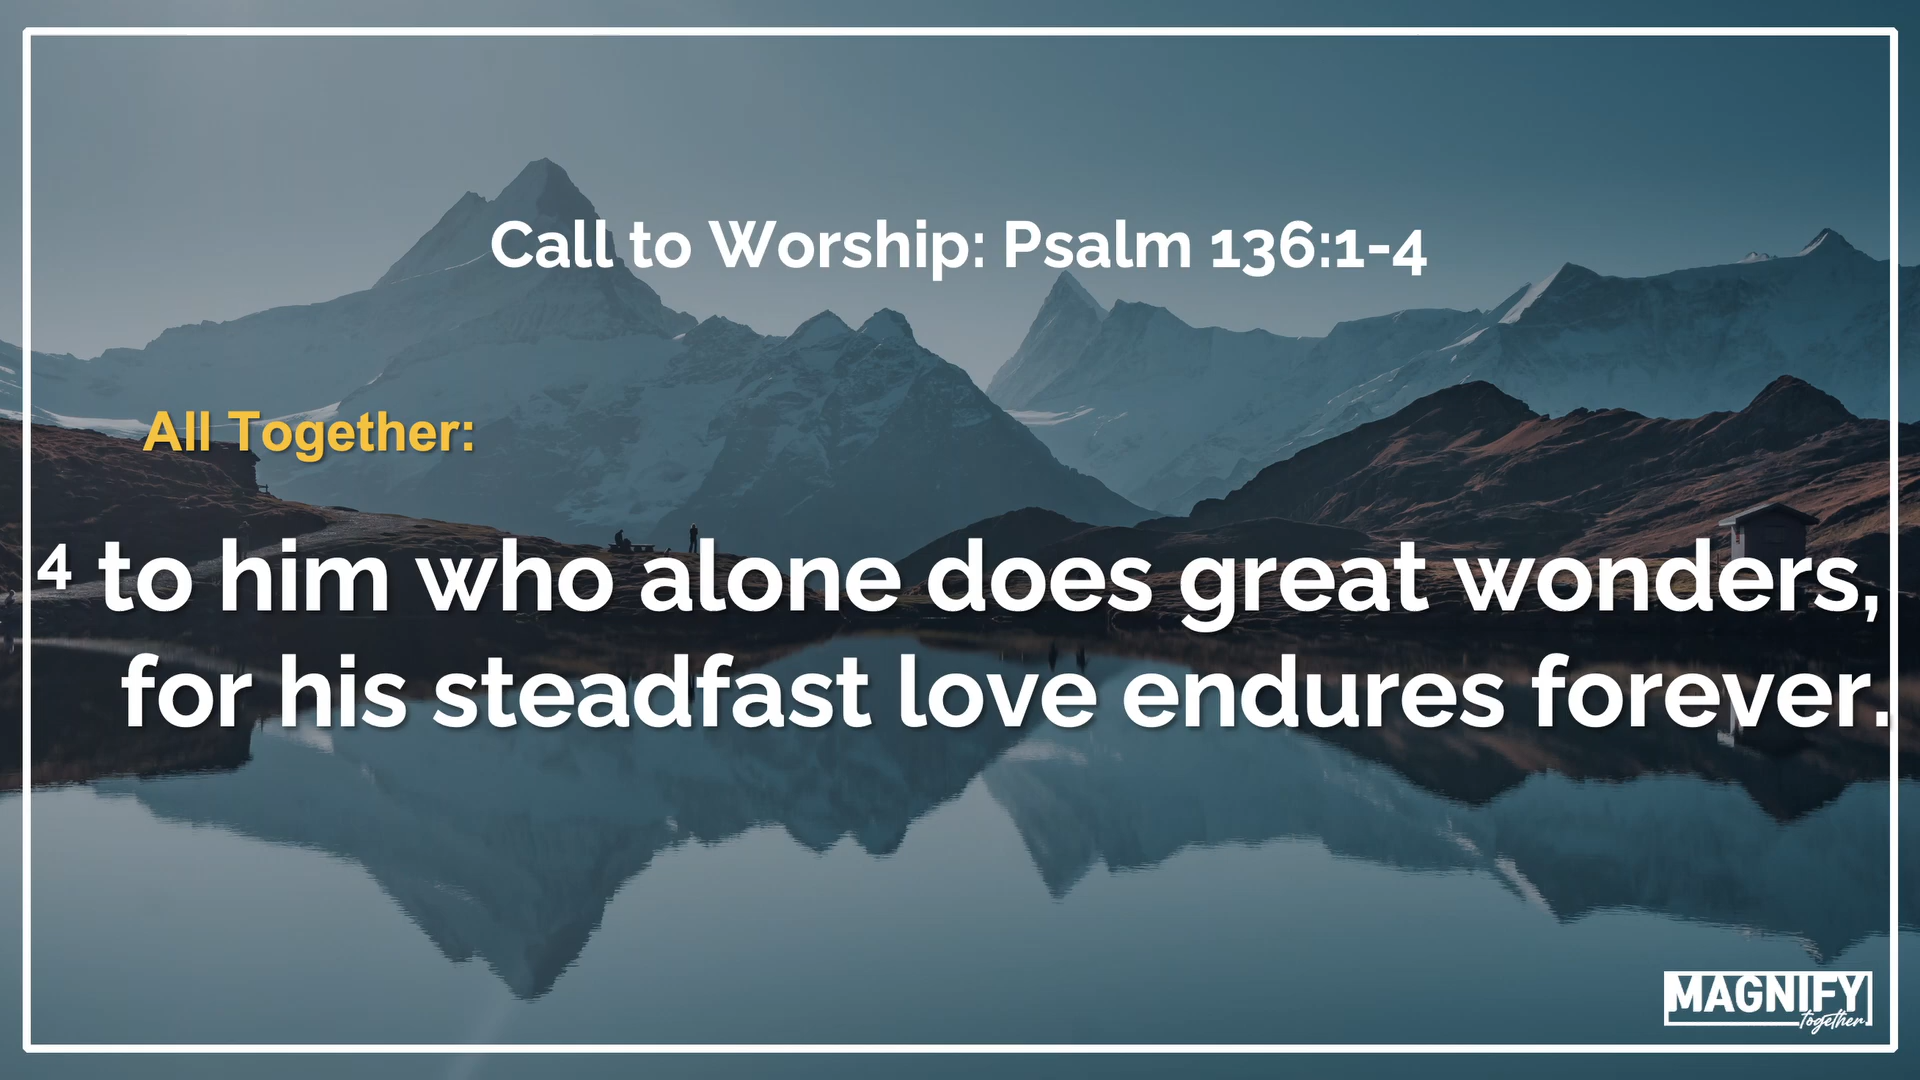 Call to Worship: Psalm 136:1-4
All Together:
⁴ to him who alone does great wonders,
for his steadfast love endures forever.
MAGNIFY
together